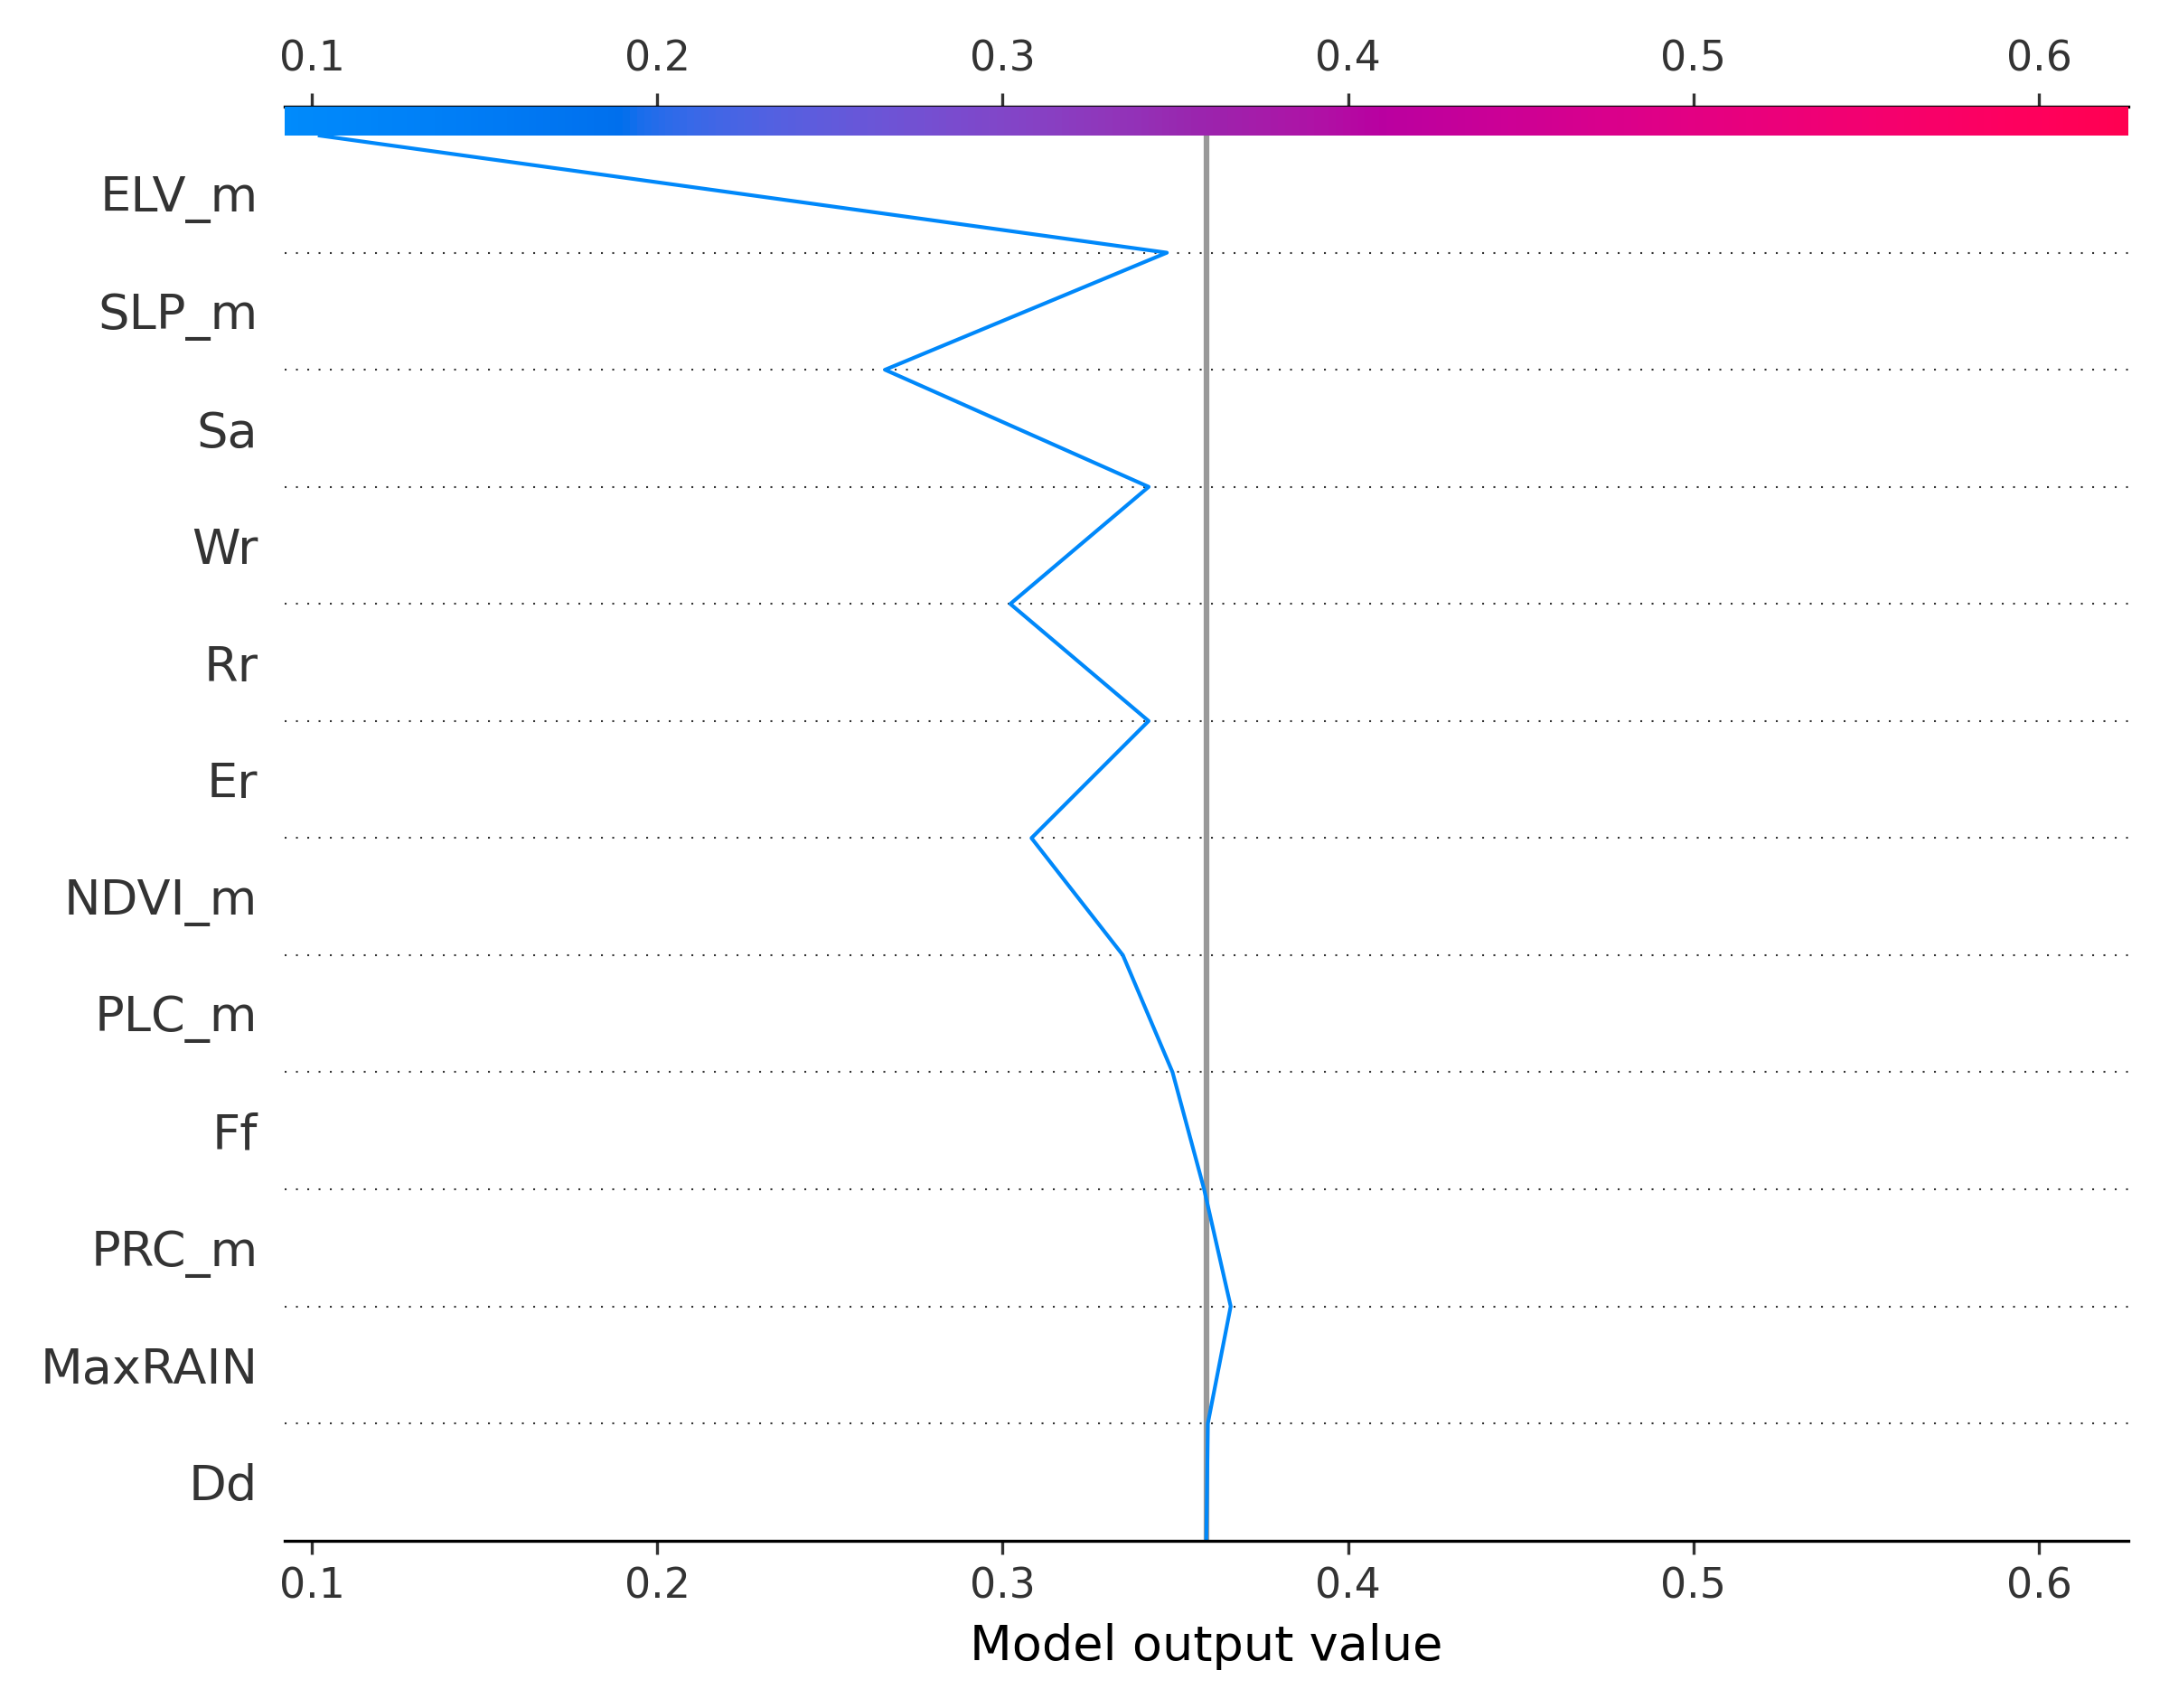 0.1 0.2 0.3 0.4 0.5 0.6
ELV_m
SLP_m
Sa
Wr
Rr
Er
NDVI_m
PLC_m
Ff
PRC_m
MaxRAIN
Dd
0.1 0.2 0.3 0.4 0.5 0.6
Model output value